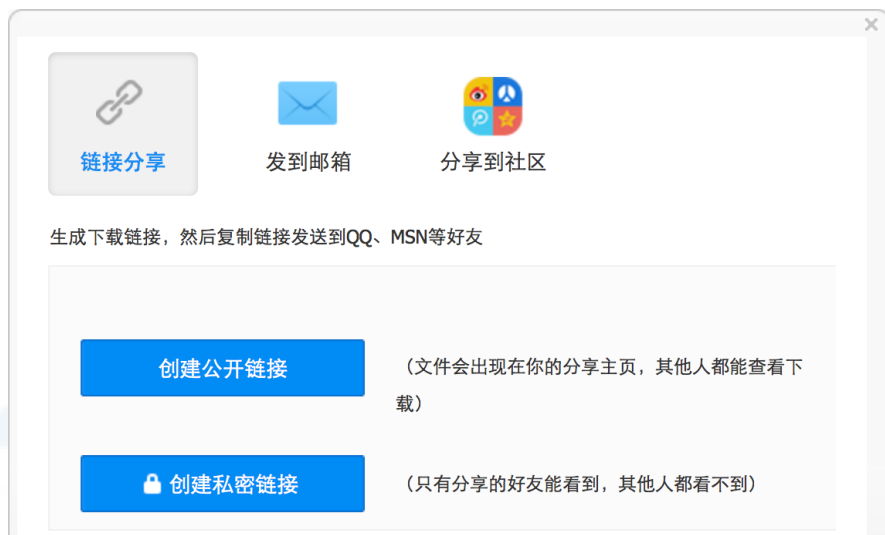 链接分享
发到邮箱
分享到社区
生成下载链接，然后复制链接发送到QQ、MSN等好友
创建公开链接
（文件会出现在你的分享主页，其他人都能查看下
载）
创建私密链接
（只有分享的好友能看到，其他人都看不到）